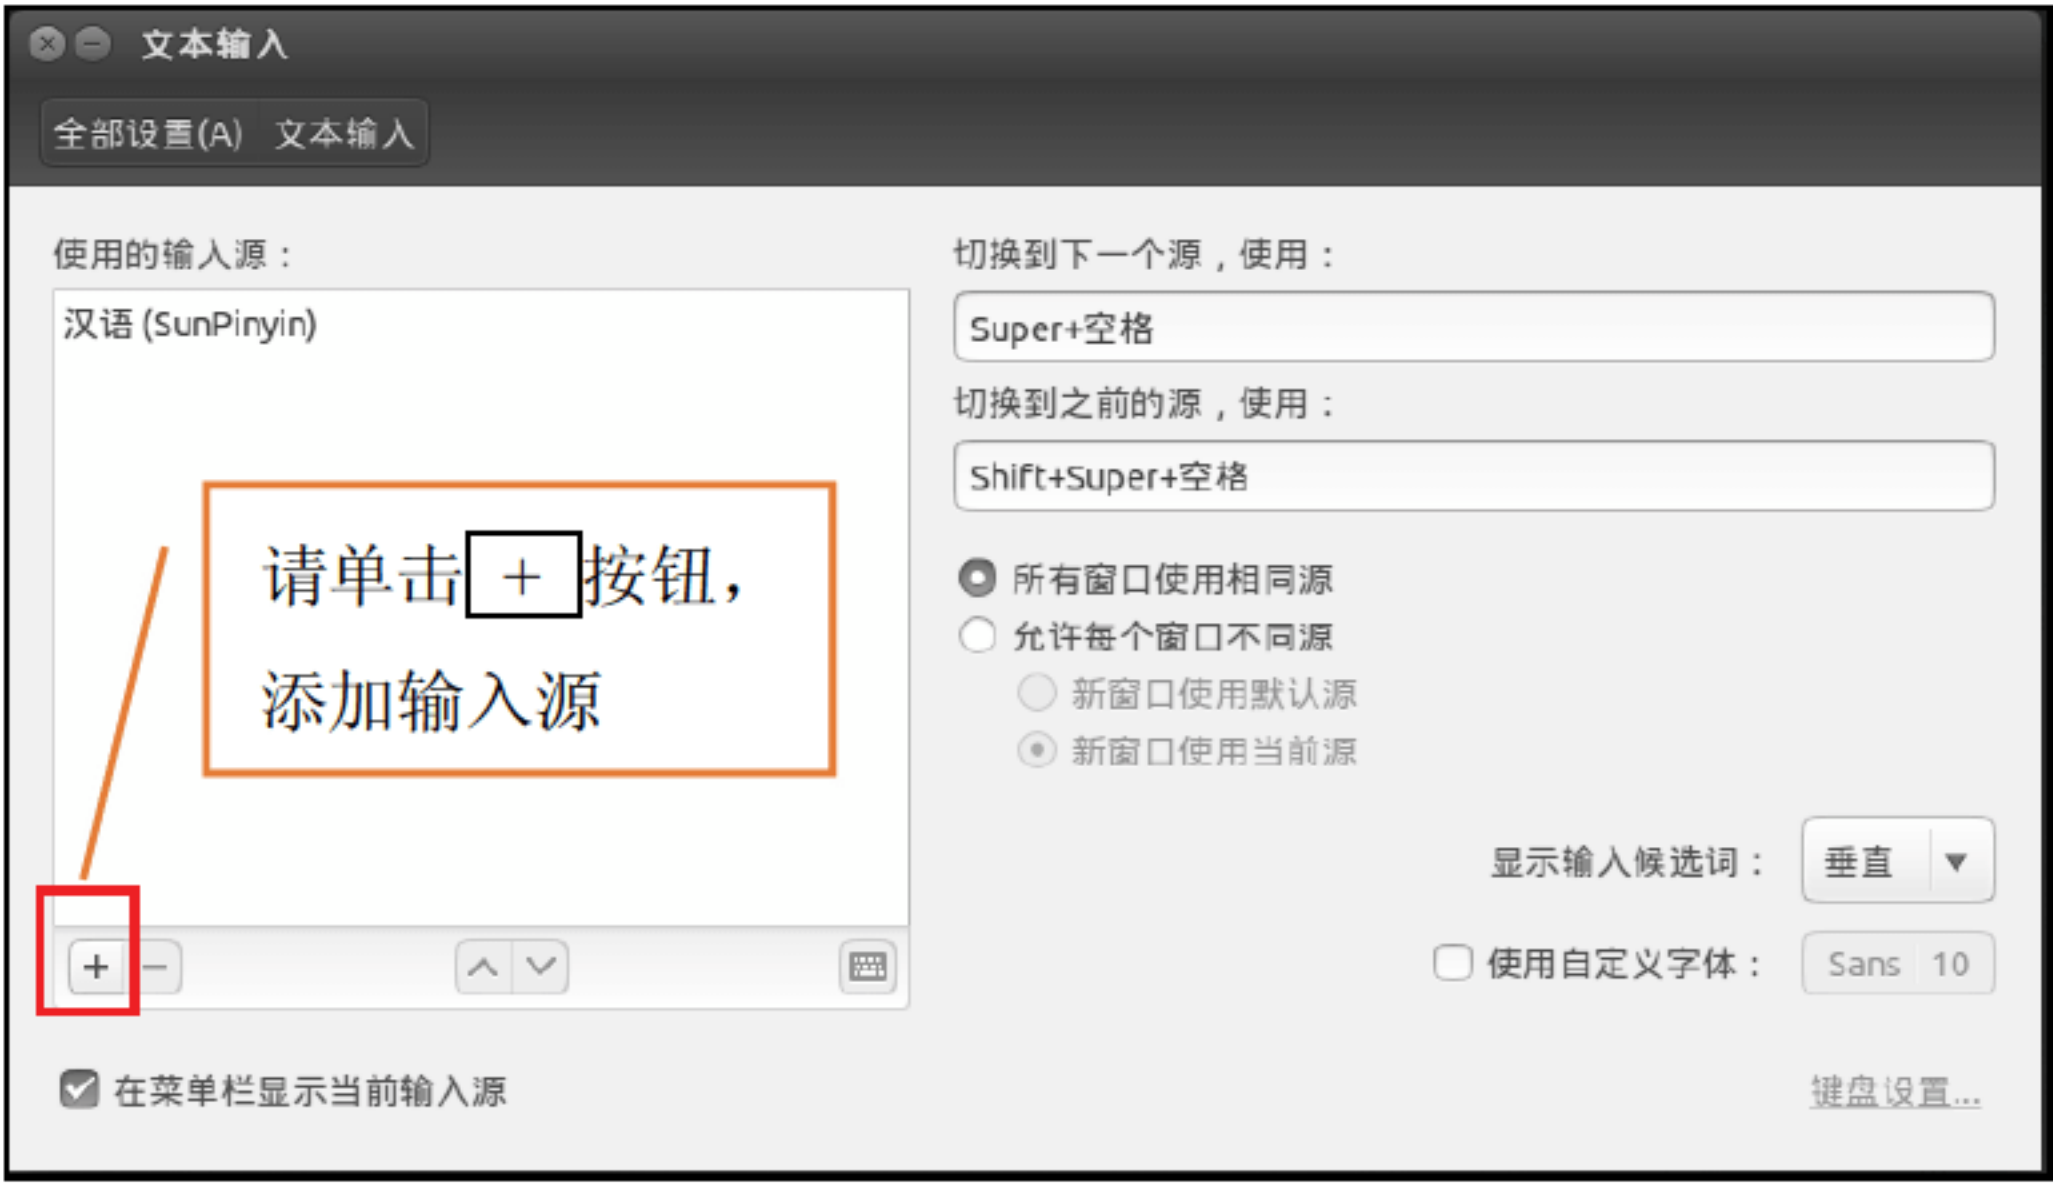 文本输入
全部设置(A) 文本输入
使用的输入源：
汉语 (SunPinyin)
请单击 + 按钮，
添加输入源
+ −
在菜单栏显示当前输入源
切换到下一个源，使用：
Super+空格
切换到之前的源，使用：
Shift+Super+空格
所有窗口使用相同源
允许每个窗口不同源
新窗口使用默认源
新窗口使用当前源
显示输入候选词： 垂直
使用自定义字体： Sans 10
键盘设置...